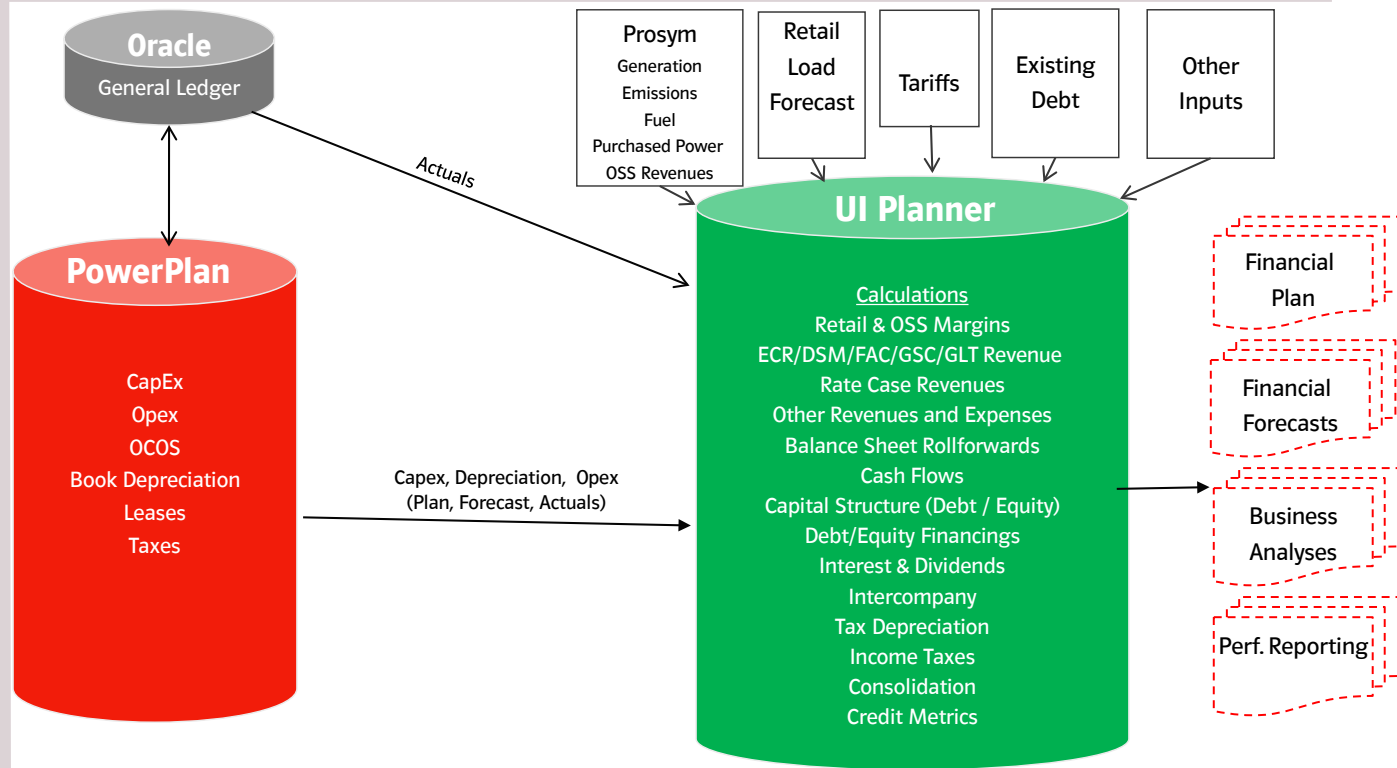 Oracle
General Ledger
Actuals
PowerPlan
CapEx
Opex
OCOS
Book Depreciation
Leases
Taxes
Capex, Depreciation, Opex
(Plan, Forecast, Actuals)
Prosym
Generation
Emissions
Fuel
Purchased Power
OSS Revenues
Retail
Load
Forecast
Tariffs
Existing
Debt
Other
Inputs
UI Planner
Calculations
Retail & OSS Margins
ECR/DSM/FAC/GSC/GLT Revenue
Rate Case Revenues
Other Revenues and Expenses
Balance Sheet Rollforwards
Cash Flows
Capital Structure (Debt / Equity)
Debt/Equity Financings
Interest & Dividends
Intercompany
Tax Depreciation
Income Taxes
Consolidation
Credit Metrics
Financial
Plan
Financial
Forecasts
Business
Analyses
Perf. Reporting